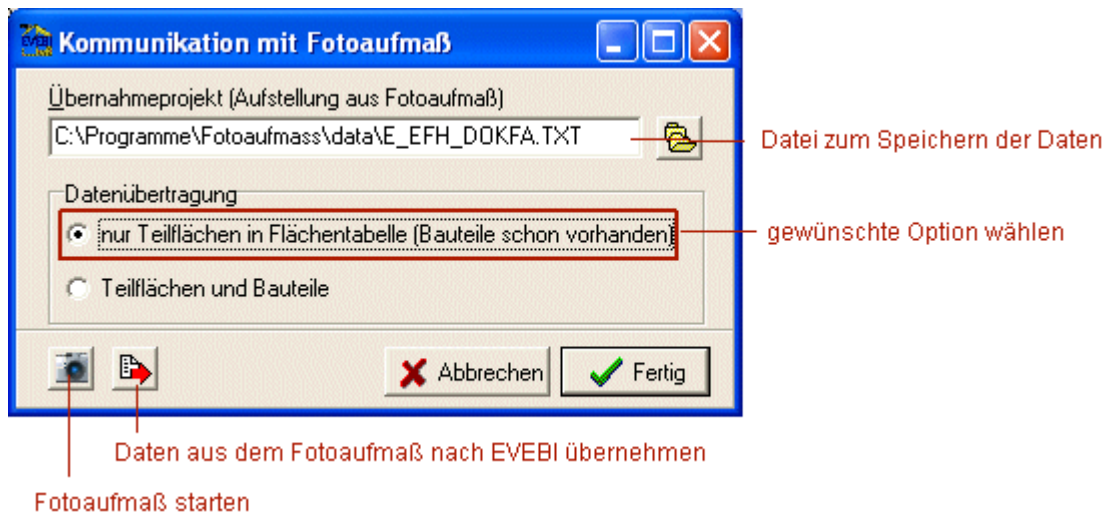 Kommunikation mit Fotoaufmaß
Übernahmeprojekt (Aufstellung aus Fotoaufmaß)
C:\Programme\Fotoaufmass\data\E_EFH_DOKFA.TXT
Datei zum Speichern der Daten
Datenübertragung
nur Teilflächen in Flächentabelle (Bauteile schon vorhanden)
gewünschte Option wählen
Teilflächen und Bauteile
Abbrechen
Fertig
Daten aus dem Fotoaufmaß nach EVEBI übernehmen
Fotoaufmaß starten